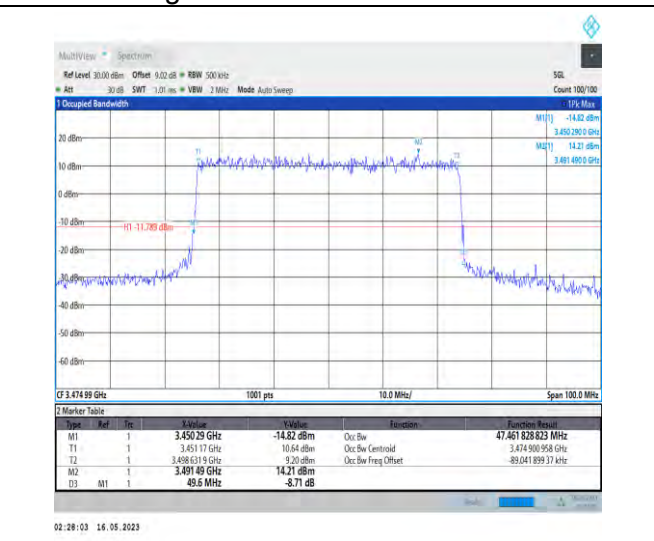 MultiView Spectrum
Ref Level 30.00 dBm Offset 9.02 dB RBW 500 kHz SGL
Att 30 dB SWT 1.01 ms VBW 2 MHz Mode Auto Sweep Count 100/100
1 Occupied Bandwidth 1Pk Max
M1[1] -14.82 dBm
3.450 290 0 GHz
M2[1] 14.21 dBm
3.491 490 0 GHz
20 dBm
M2
T1 T2
10 dBm
0 dBm
-10 dBm
H1 -11.789 dBm
-20 dBm
-30 dBm
-40 dBm
-50 dBm
-60 dBm
CF 3.474 99 GHz 1001 pts 10.0 MHz/ Span 100.0 MHz
2 Marker Table
Type Ref Trc X-Value Y-Value Function Function Result
M1 1 3.450 29 GHz -14.82 dBm Occ Bw 47.461 828 823 MHz
T1 1 3.451 17 GHz 10.64 dBm Occ Bw Centroid 3.474 900 958 GHz
T2 1 3.498 631 9 GHz 9.20 dBm Occ Bw Freq Offset -89.041 899 37 kHz
M2 1 3.491 49 GHz 14.21 dBm
D3 M1 1 49.6 MHz -8.71 dB
02:28:03 16.05.2023